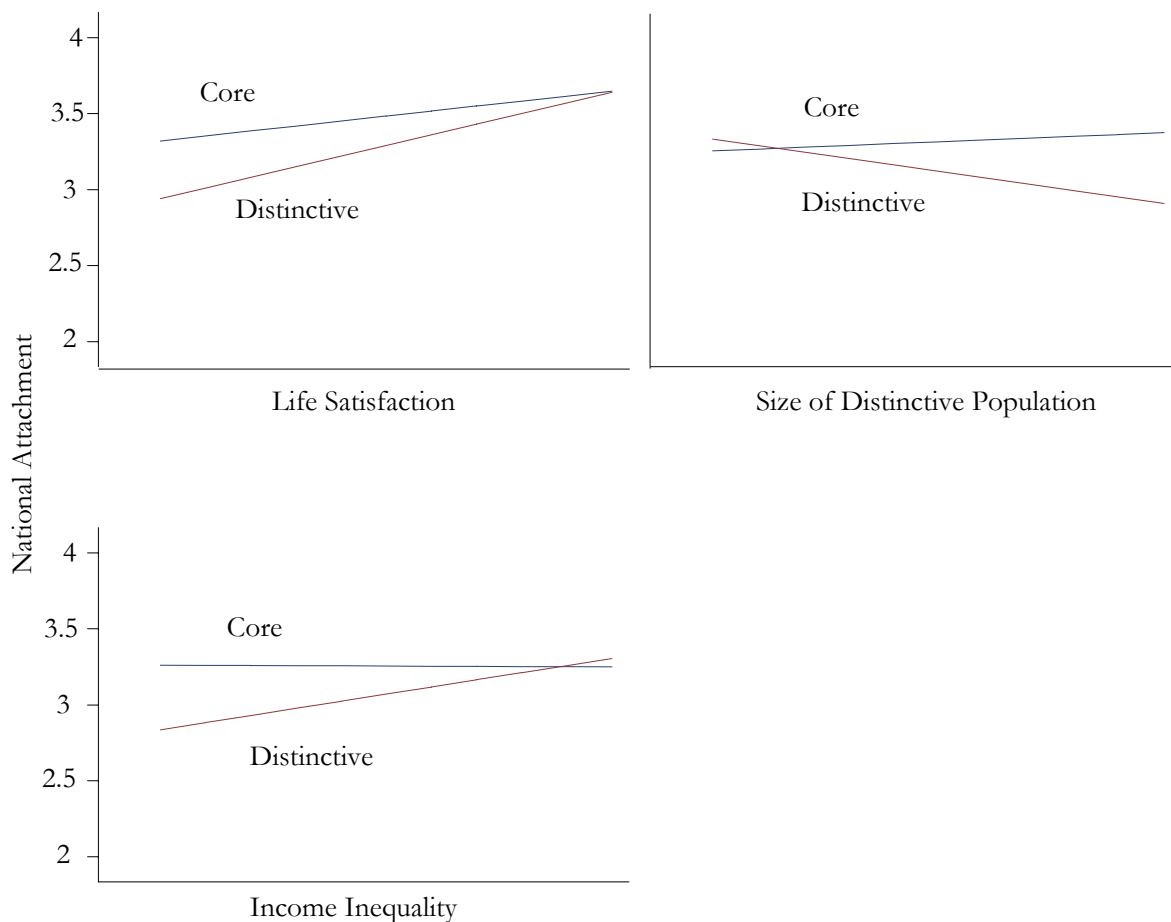 4
3.5
3
2.5
2
Core
Distinctive
Life Satisfaction
Core
Distinctive
Size of Distinctive Population
National Attachment
4
3.5
3
2.5
2
Core
Distinctive
Income Inequality